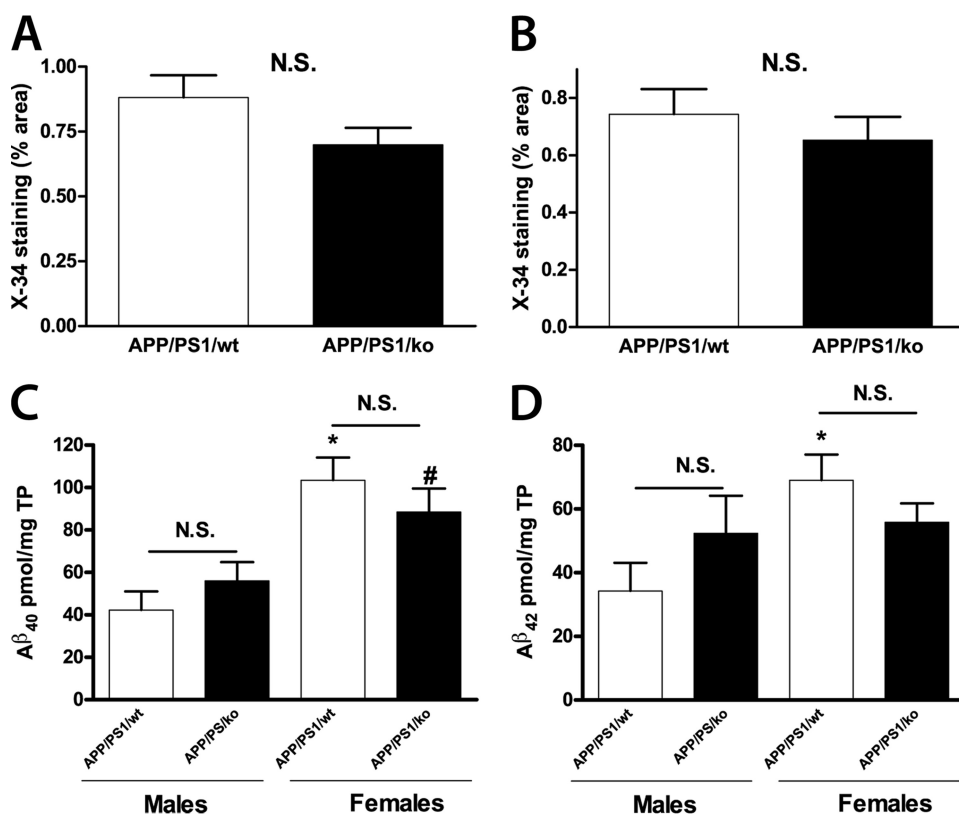 A
N.S.
X-34 staining (% area)
1.00
0.75
0.50
0.25
0.00
APP/PS1/wt
APP/PS1/ko
B
N.S.
X-34 staining (% area)
0.8
0.6
0.4
0.2
0.0
APP/PS1/wt
APP/PS1/ko
C
N.S.
*
#
N.S.
Aβ40 pmol/mg TP
120
100
80
60
40
20
0
APP/PS1/wt
APP/PS/ko
APP/PS1/wt
APP/PS1/ko
Males
Females
D
N.S.
*
N.S.
Aβ42 pmol/mg TP
80
60
40
20
0
APP/PS1/wt
APP/PS/ko
APP/PS1/wt
APP/PS1/ko
Males
Females